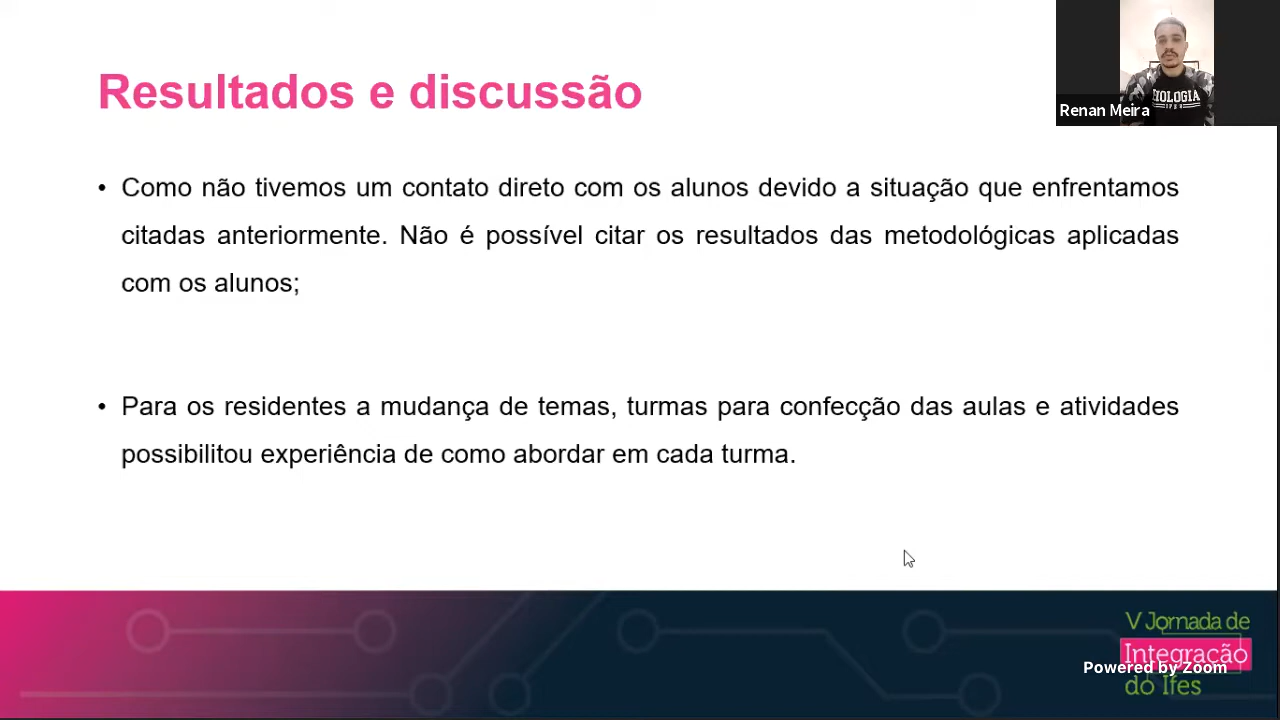 Resultados e discussão
Renan Meira
• Como não tivemos um contato direto com os alunos devido a situação que enfrentamos
citadas anteriormente. Não é possível citar os resultados das metodológicas aplicadas
com os alunos;
• Para os residentes a mudança de temas, turmas para confecção das aulas e atividades
possibilitou experiência de como abordar em cada turma.
V Jornada de
Integração
Powered by Zoom
do Ifes